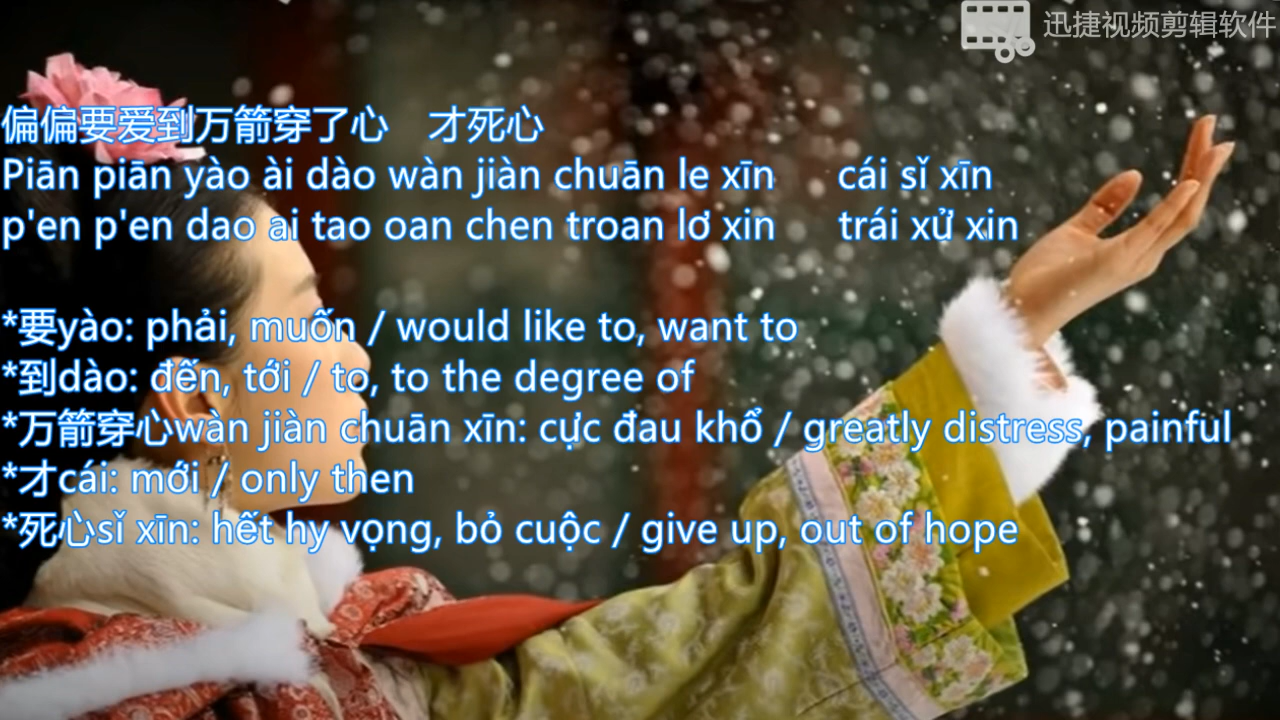 迅捷视频剪辑软件
偏偏要爱到万箭穿了心 才死心
Piān piān yào ài dào wàn jiàn chuān le xīn cái sǐ xīn
p'en p'en dao ai tao oan chen troan lơ xin trái xử xin
*要yào: phải, muốn / would like to, want to
*到dào: đến, tới / to, to the degree of
*万箭穿心wàn jiàn chuān xīn: cực đau khổ / greatly distress, painful
*才cái: mới / only then
*死心sǐ xīn: hết hy vọng, bỏ cuộc / give up, out of hope